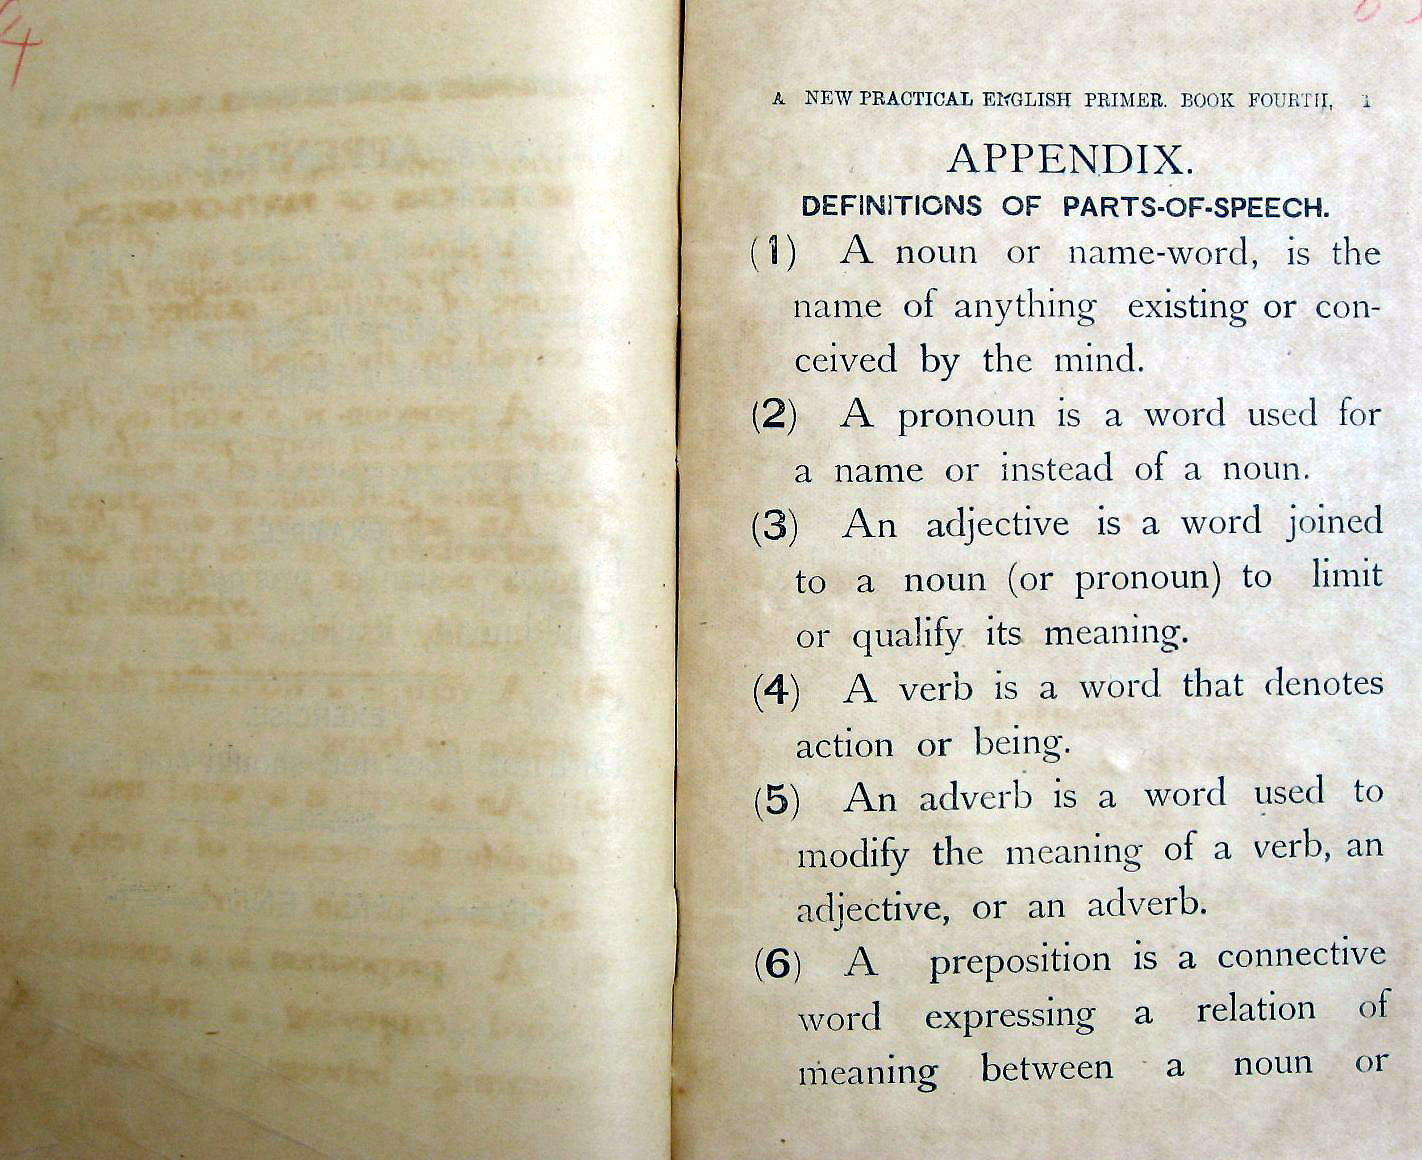 4
A NEW PRACTICAL ENGLISH PRIMER. BOOK FOURTH, 1
APPENDIX.
DEFINITIONS OF PARTS-OF-SPEECH.
(1) A noun or name-word, is the
name of anything existing or con-
ceived by the mind.
(2) A pronoun is a word used for
a name or instead of a noun.
(3) An adjective is a word joined
to a noun (or pronoun) to limit
or qualify its meaning.
(4) A verb is a word that denotes
action or being.
(5) An adverb is a word used to
modify the meaning of a verb, an
adjective, or an adverb.
(6) A preposition is a connective
word expressing a relation of
meaning between a noun or